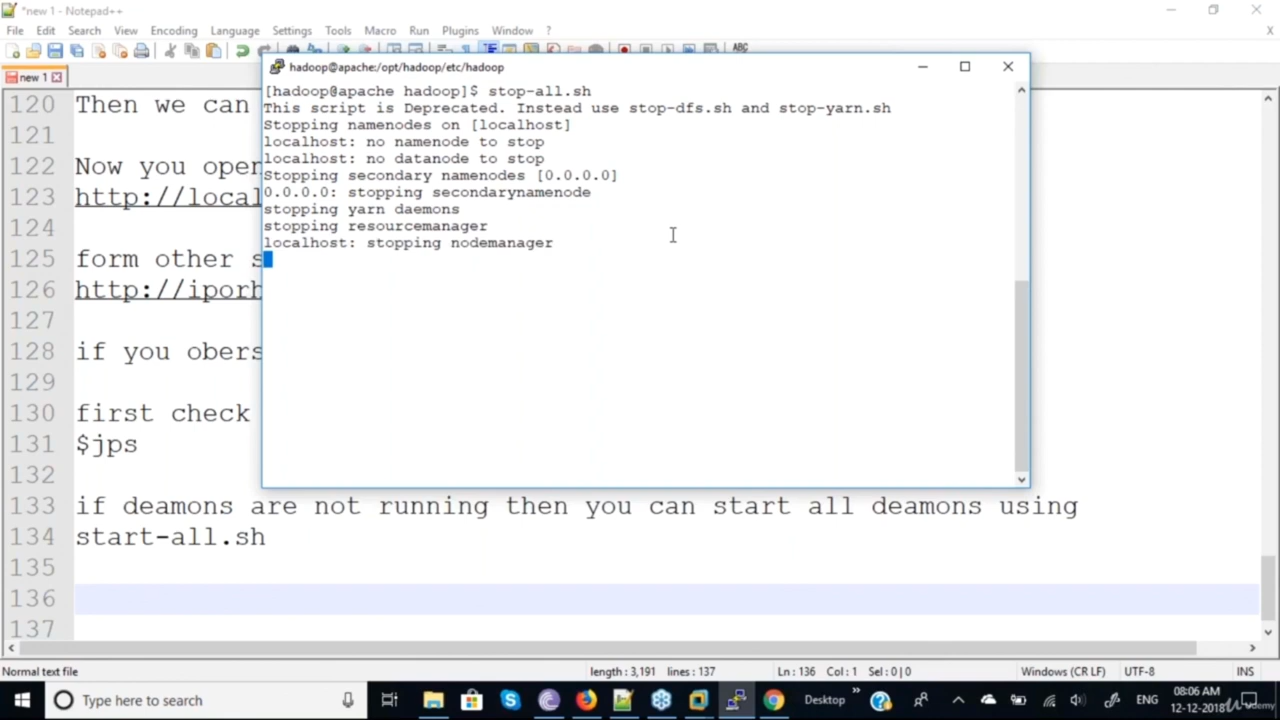 *new 1 - Notepad++
File Edit Search View Encoding Language Settings Tools Macro Run Plugins Window ? X
new 1
hadoop@apache:/opt/hadoop/etc/hadoop
[hadoop@apache hadoop]$ stop-all.sh
This script is Deprecated. Instead use stop-dfs.sh and stop-yarn.sh
Stopping namenodes on [localhost]
localhost: no namenode to stop
localhost: no datanode to stop
Stopping secondary namenodes [0.0.0.0]
0.0.0.0: stopping secondarynamenode
stopping yarn daemons
stopping resourcemanager
localhost: stopping nodemanager
120 Then we can
121
122 Now you open
123 http://local
124
125 form other s
126 http://iporh
127
128 if you obers
129
130 first check
131 $jps
132
133 if deamons are not running then you can start all deamons using
134 start-all.sh
135
136
137
Normal text file length : 3,191 lines : 137 Ln : 136 Col : 1 Sel : 0 | 0 Windows (CR LF) UTF-8 INS
Type here to search Desktop ENG 08:06 AM
12-12-2018
Udemy